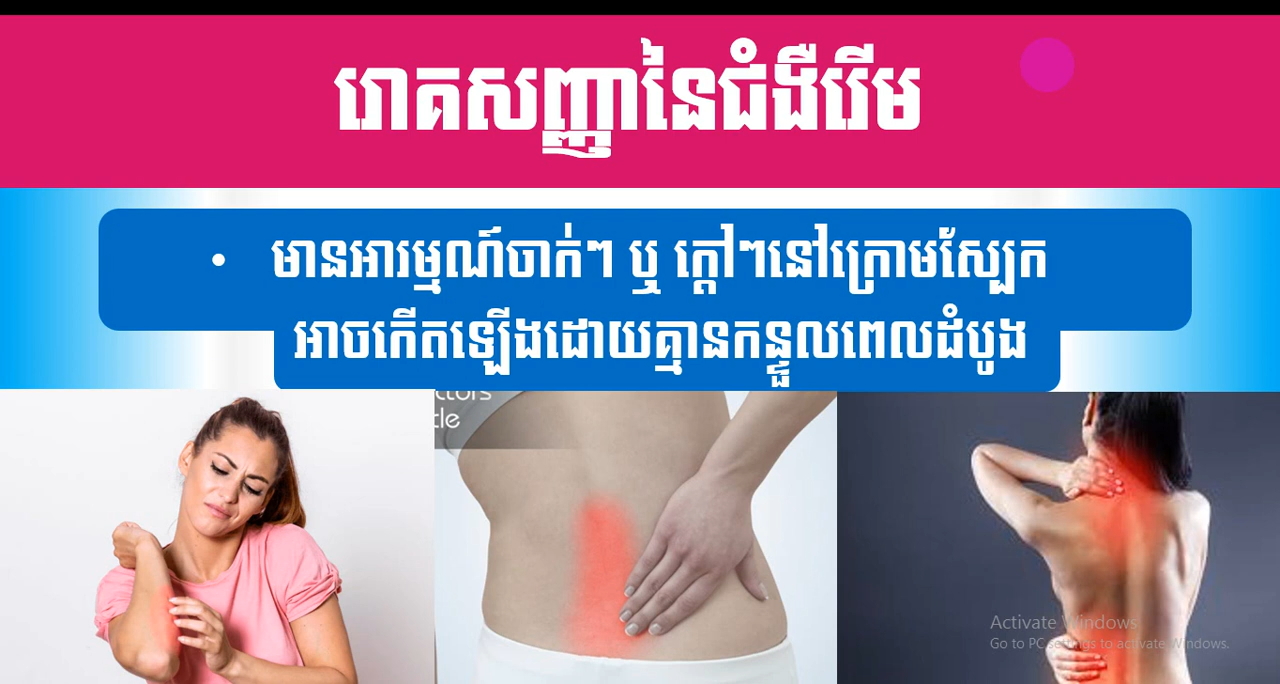 រោគសញ្ញានៃជំងឺរើម
• មានអារម្មណ៍ចាក់ៗ ឬ ក្តៅៗនៅក្រោមស្បែក
អាចកើតឡើងដោយគ្មានកន្ទួលពេលដំបូង
ctors
tle
Activate Windows
Go to PC settings to activate Windows.